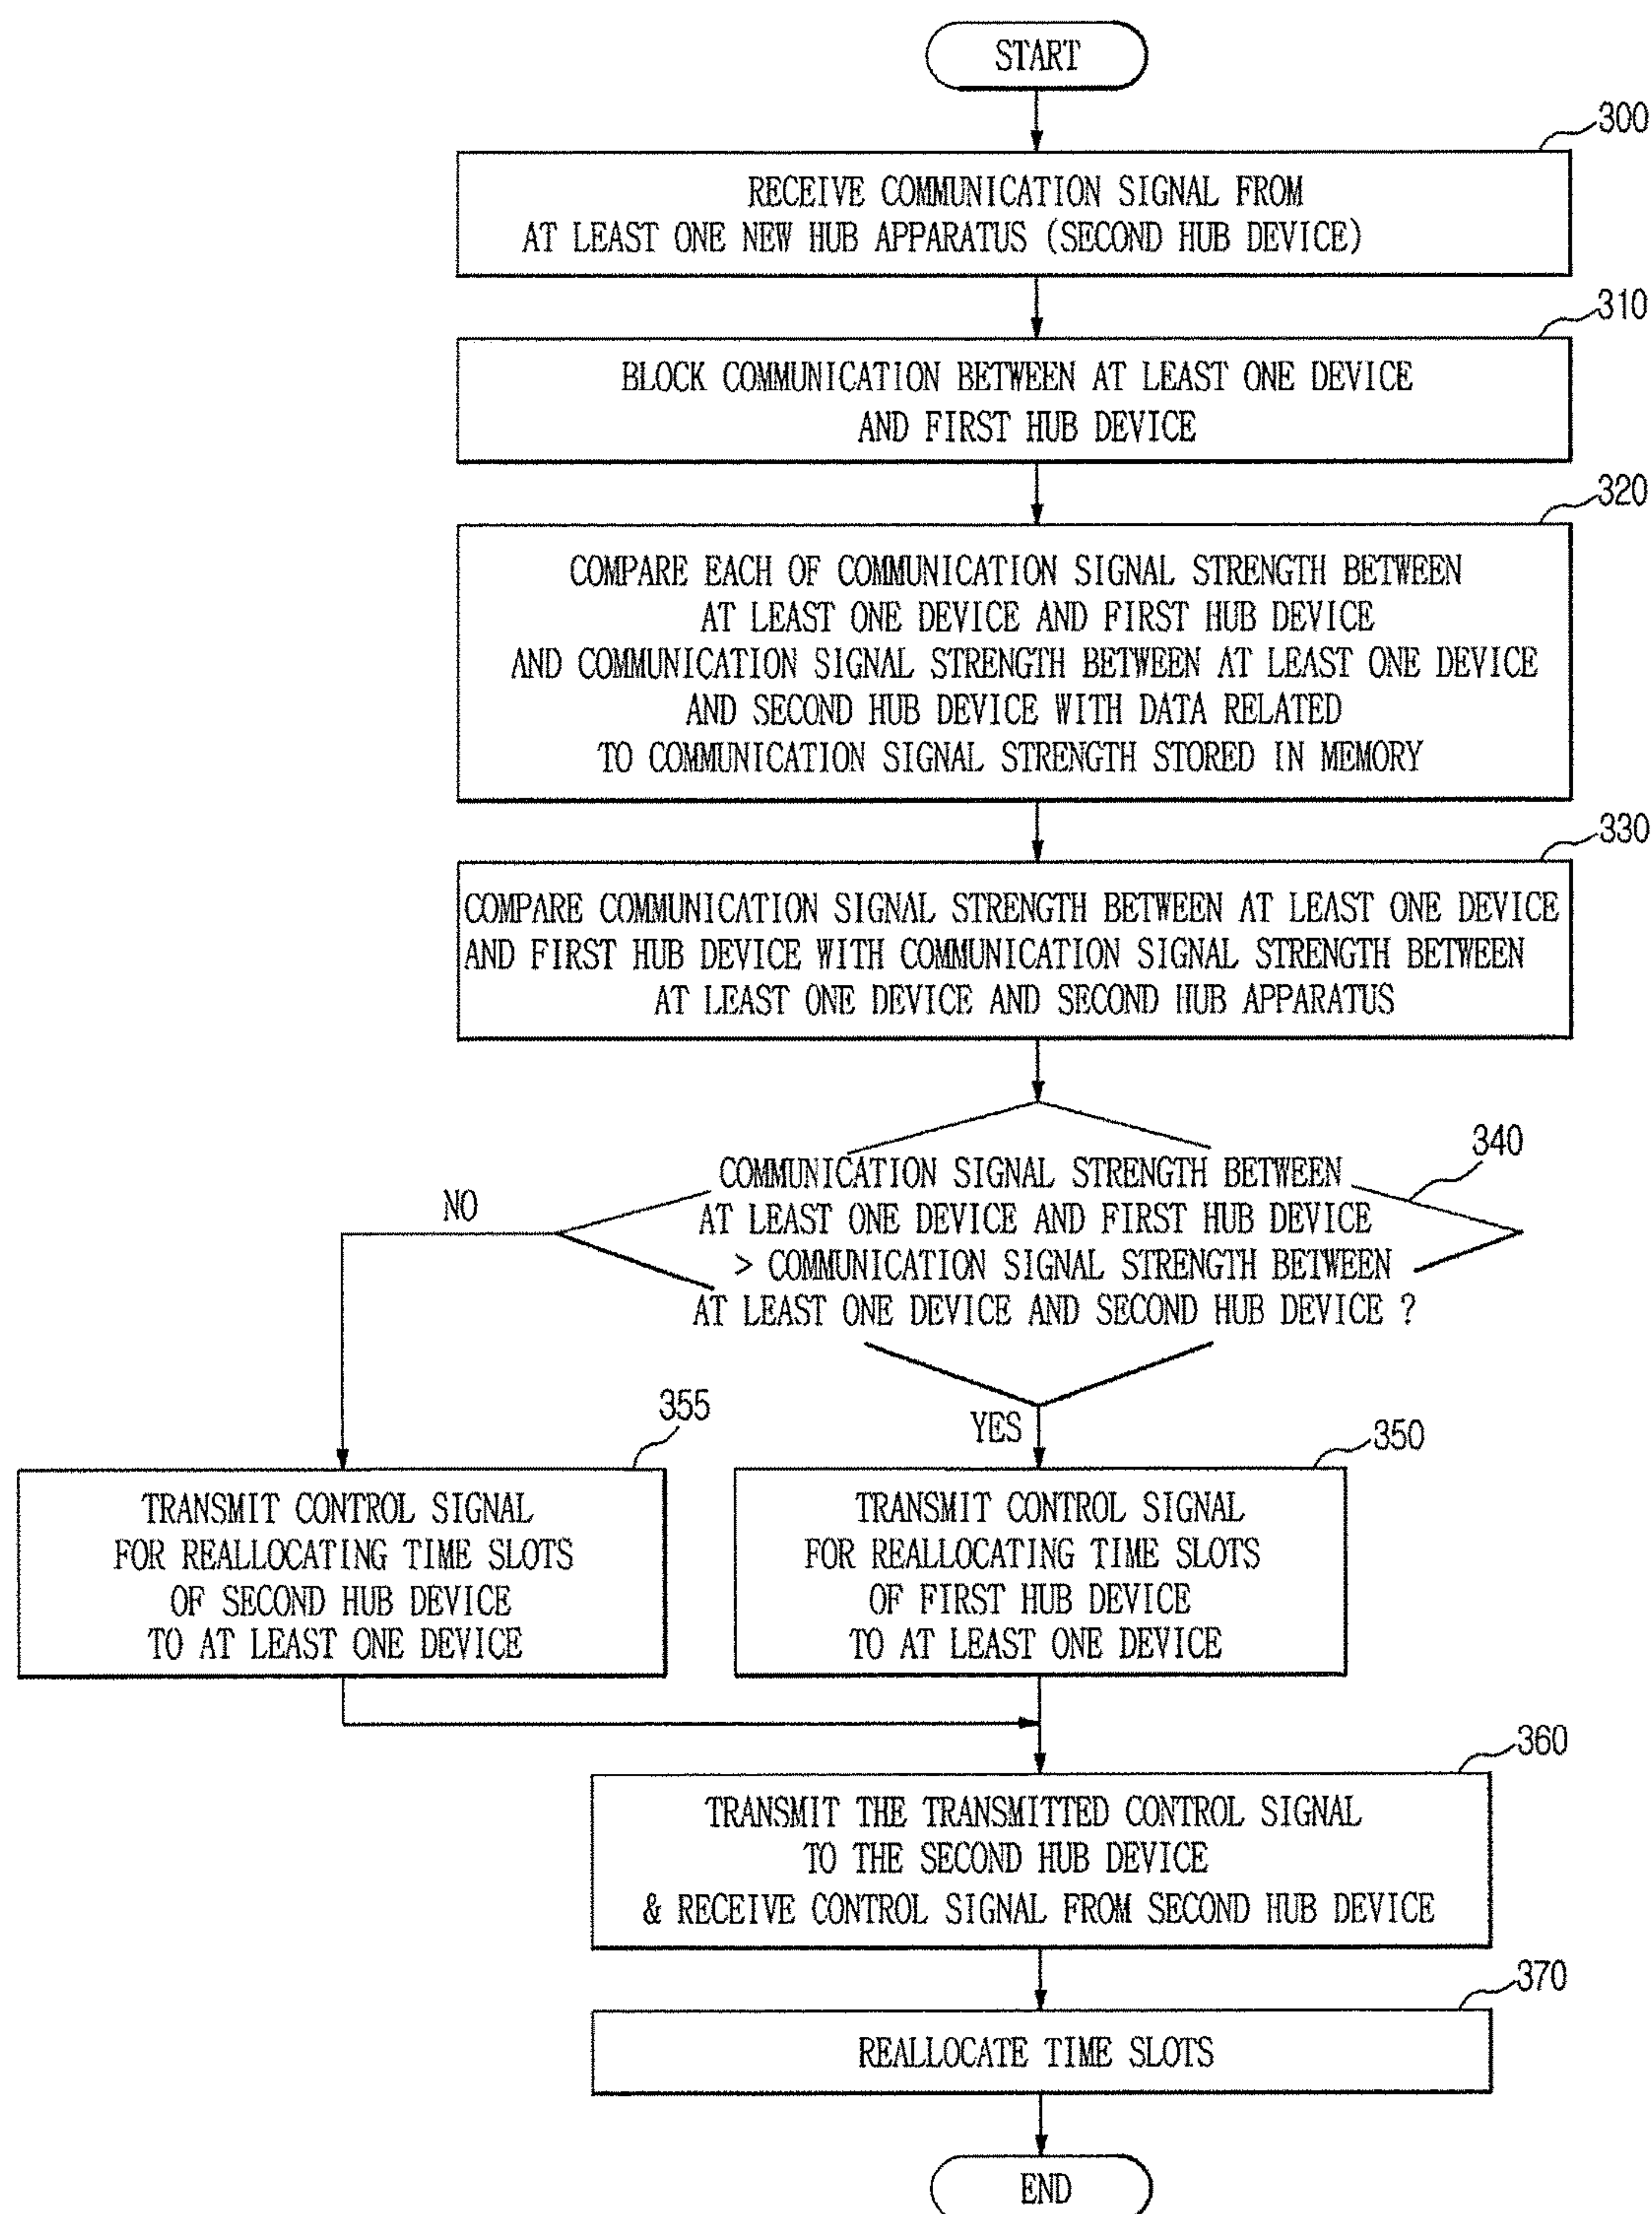 START
300
RECEIVE COMMUNICATION SIGNAL FROM
AT LEAST ONE NEW HUB APPARATUS (SECOND HUB DEVICE)
310
BLOCK COMMUNICATION BETWEEN AT LEAST ONE DEVICE
AND FIRST HUB DEVICE
320
COMPARE EACH OF COMMUNICATION SIGNAL STRENGTH BETWEEN
AT LEAST ONE DEVICE AND FIRST HUB DEVICE
AND COMMUNICATION SIGNAL STRENGTH BETWEEN AT LEAST ONE DEVICE
AND SECOND HUB DEVICE WITH DATA RELATED
TO COMMUNICATION SIGNAL STRENGTH STORED IN MEMORY
330
COMPARE COMMUNICATION SIGNAL STRENGTH BETWEEN AT LEAST ONE DEVICE
AND FIRST HUB DEVICE WITH COMMUNICATION SIGNAL STRENGTH BETWEEN
AT LEAST ONE DEVICE AND SECOND HUB APPARATUS
340
COMMUNICATION SIGNAL STRENGTH BETWEEN
AT LEAST ONE DEVICE AND FIRST HUB DEVICE
> COMMUNICATION SIGNAL STRENGTH BETWEEN
AT LEAST ONE DEVICE AND SECOND HUB DEVICE ?
NO
YES
355
TRANSMIT CONTROL SIGNAL
FOR REALLOCATING TIME SLOTS
OF SECOND HUB DEVICE
TO AT LEAST ONE DEVICE
350
TRANSMIT CONTROL SIGNAL
FOR REALLOCATING TIME SLOTS
OF FIRST HUB DEVICE
TO AT LEAST ONE DEVICE
360
TRANSMIT THE TRANSMITTED CONTROL SIGNAL
TO THE SECOND HUB DEVICE
& RECEIVE CONTROL SIGNAL FROM SECOND HUB DEVICE
370
REALLOCATE TIME SLOTS
END